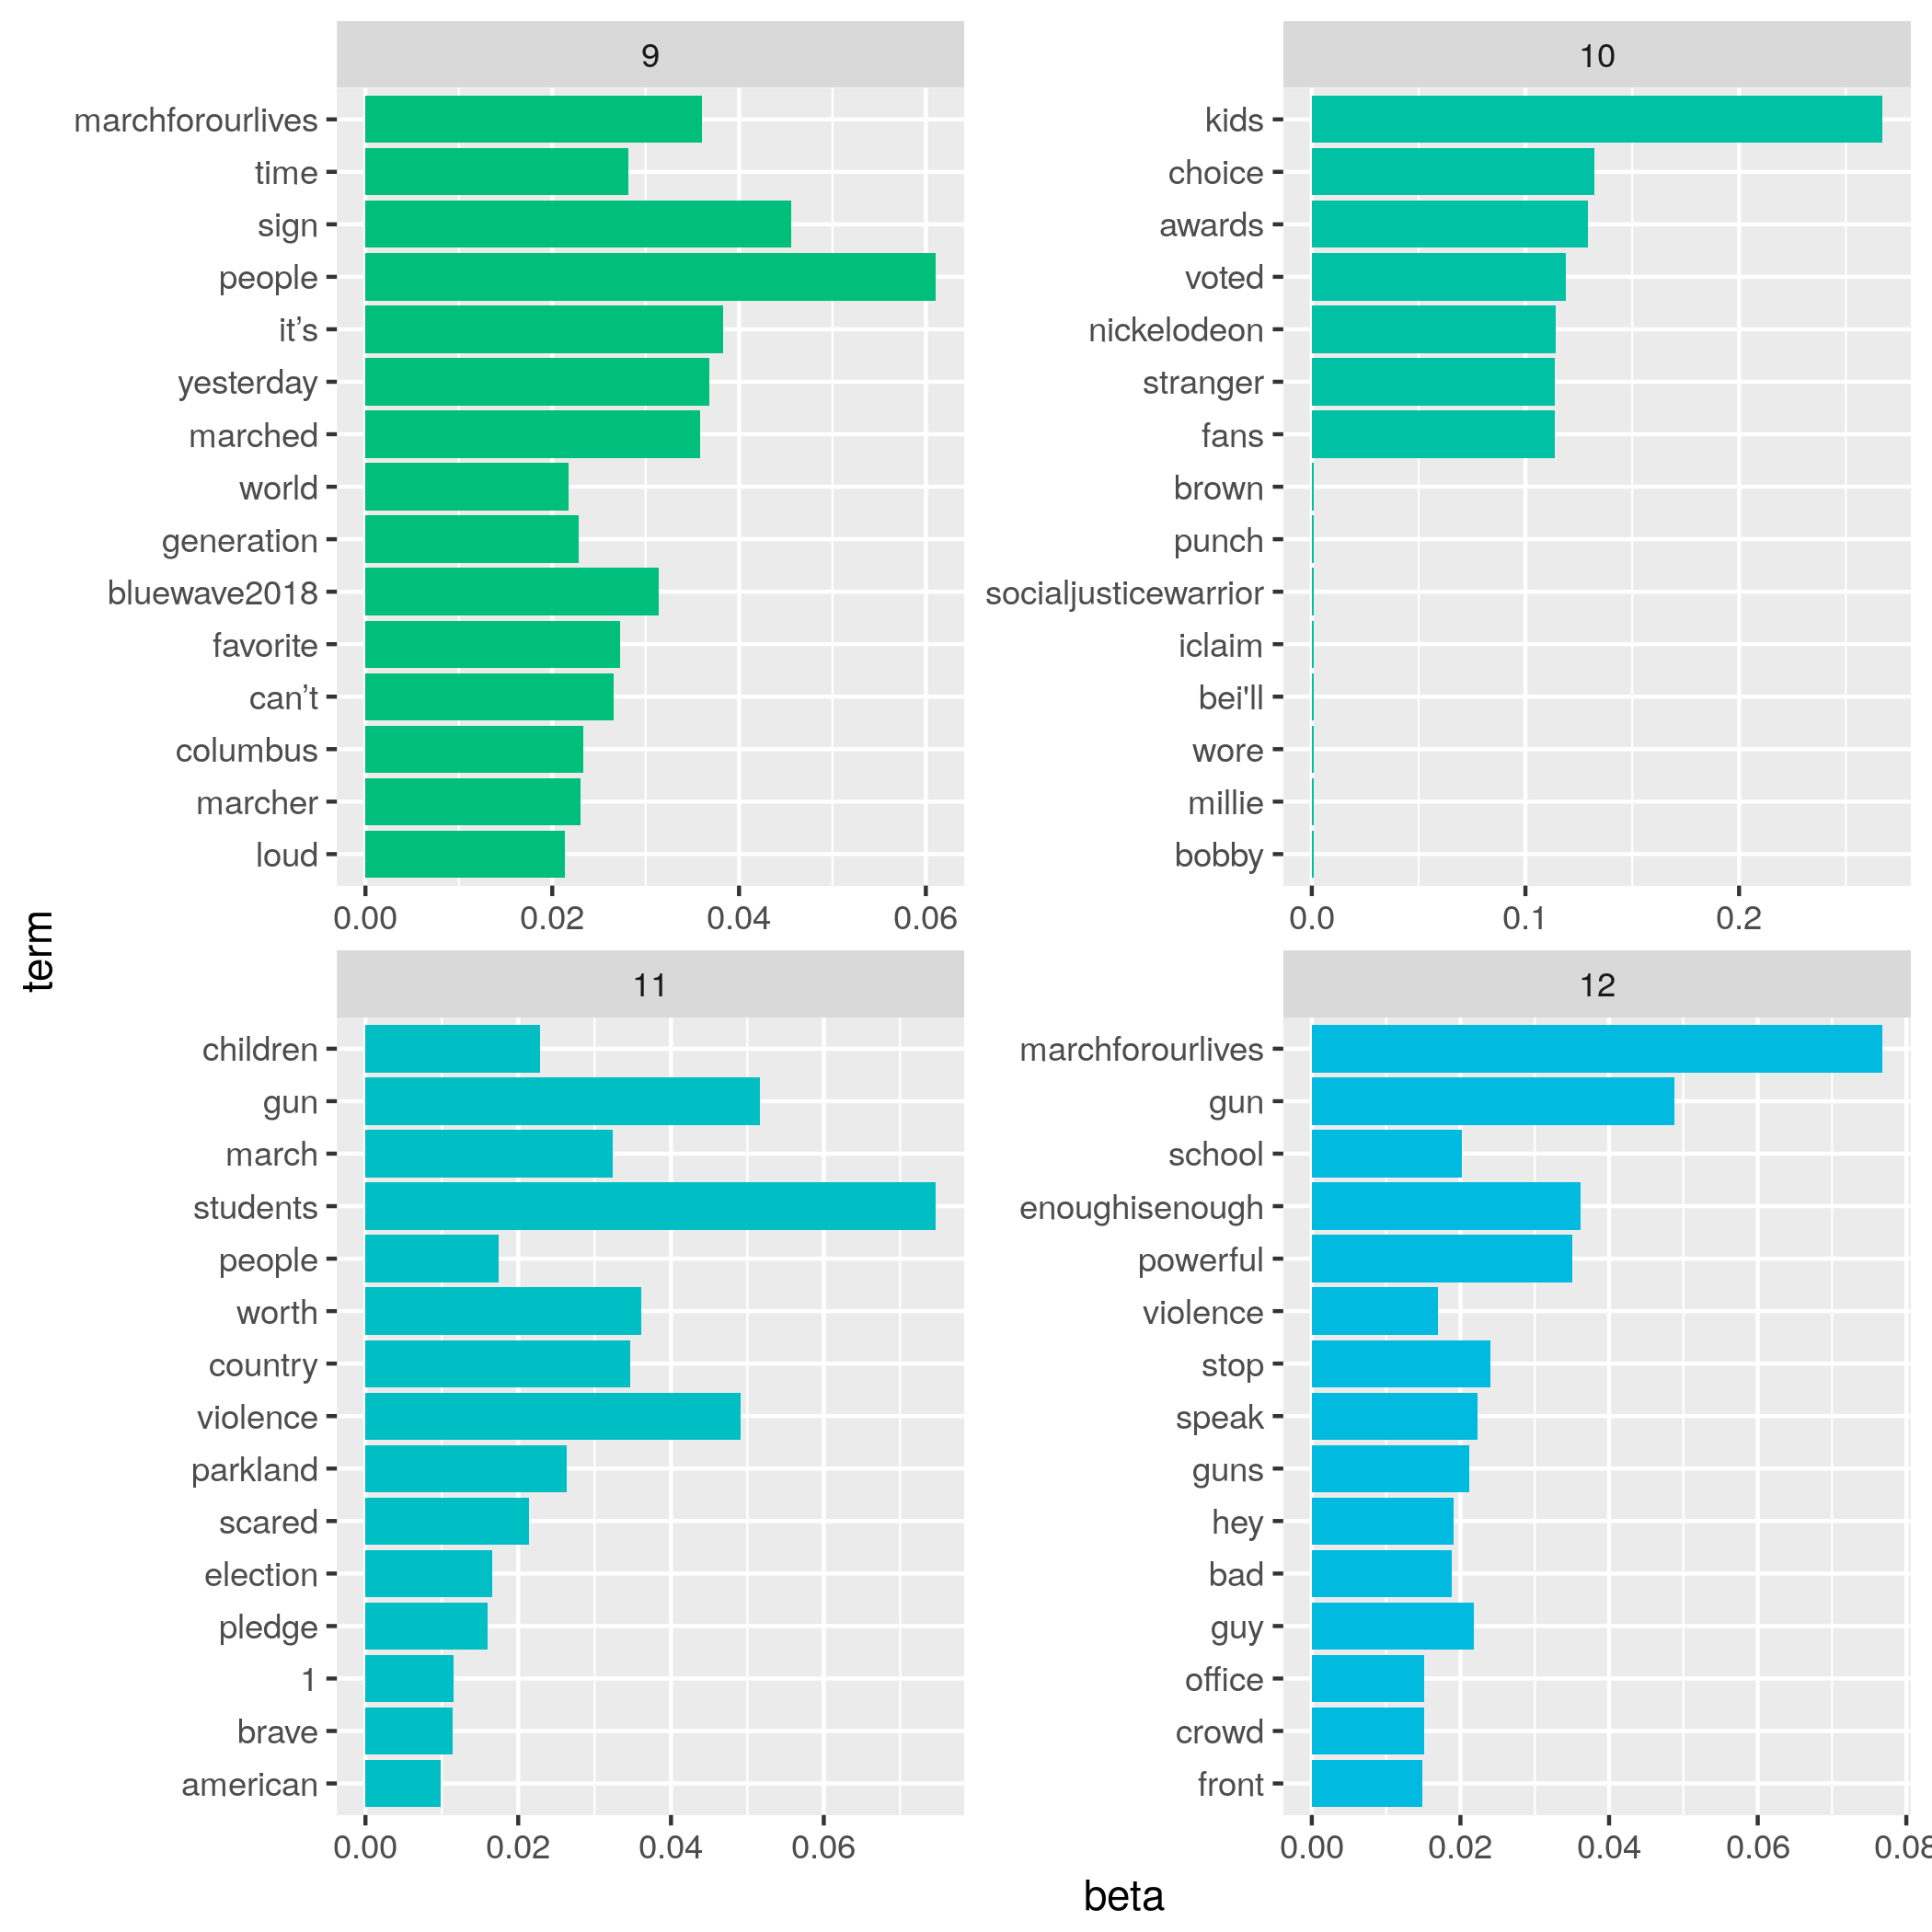 9
marchforourlives
time
sign
people
it’s
yesterday
marched
world
generation
bluewave2018
favorite
can’t
columbus
marcher
loud
0.00 0.02 0.04 0.06
10
kids
choice
awards
voted
nickelodeon
stranger
fans
brown
punch
socialjusticewarrior
iclaim
bei'll
wore
millie
bobby
0.0 0.1 0.2
term
11
children
gun
march
students
people
worth
country
violence
parkland
scared
election
pledge
1
brave
american
0.00 0.02 0.04 0.06
12
marchforourlives
gun
school
enoughisenough
powerful
violence
stop
speak
guns
hey
bad
guy
office
crowd
front
0.00 0.02 0.04 0.06 0.08
beta